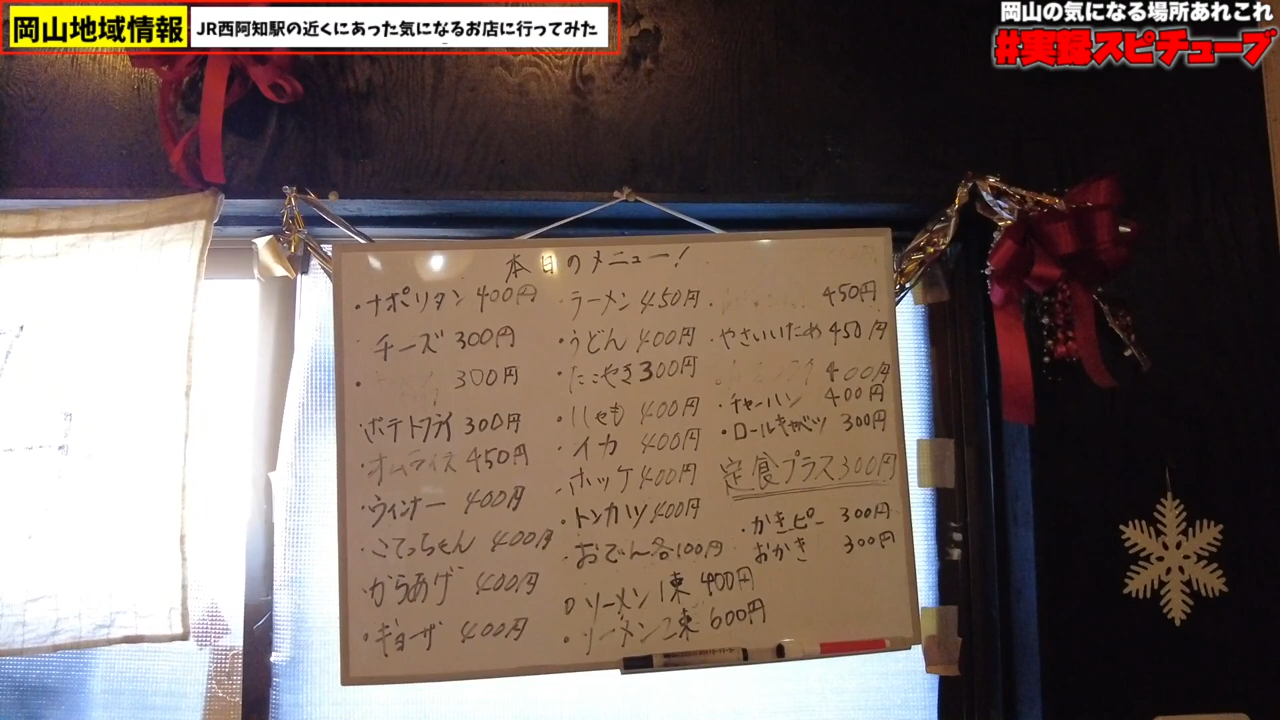 岡山地域情報
JR西阿知駅の近くにあった気になるお店に行ってみた
岡山の気になる場所あれこれ
#実録スピチューブ
本日のメニュー!
・ナポリタン 400円
チーズ 300円
・ 300円
ポテトフライ 300円
・オムライス 450円
・ウィンナー 400円
・こてっちゃん 400円
・からあげ 400円
・ギョーザ 400円
・ラーメン 450円
・うどん 400円
・たこやき 300円
・ししゃも 400円
・イカ 400円
・ホッケ 400円
・トンカツ 400円
・おでん各100円
・ソーメン 1束 400円
・ソーメン 2束 600円
・ 450円
・やさいいため 450円
・ 400円
・チャーハン 400円
・ロールキャベツ 300円
定食プラス300円
・かきピー 300円
おかき 300円